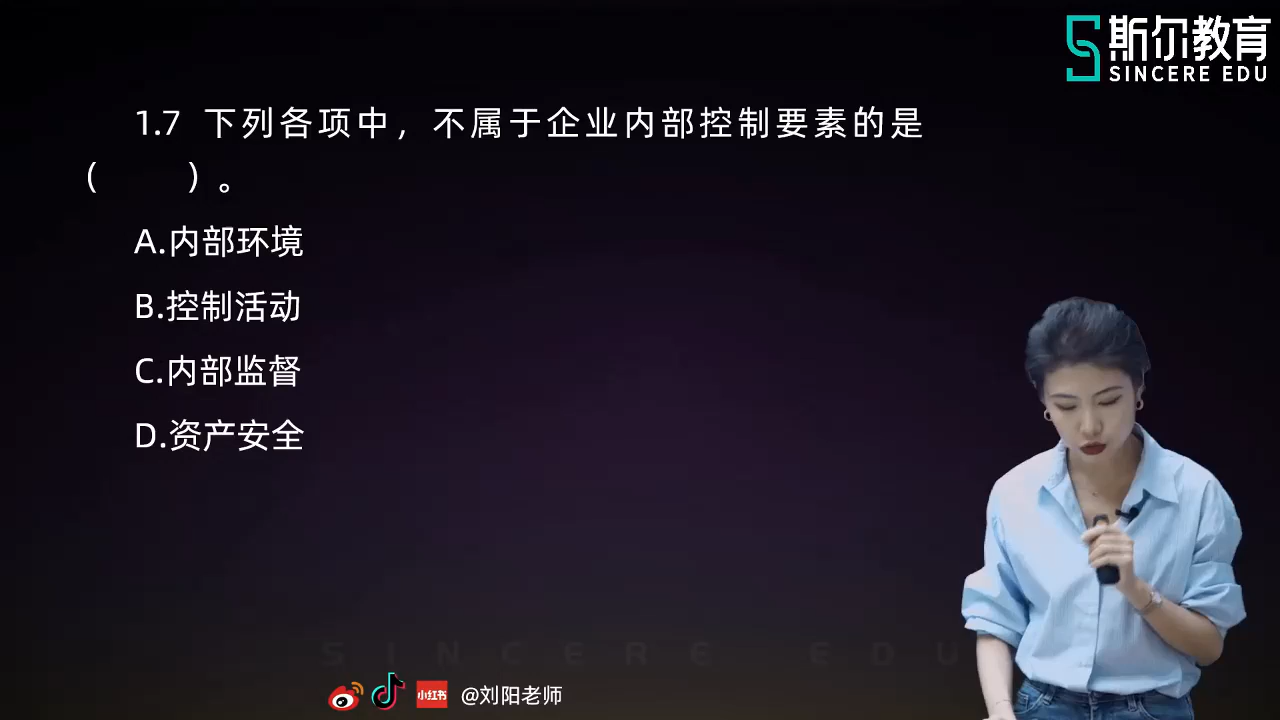 斯尔教育
SINCERE EDU
1.7 下列各项中，不属于企业内部控制要素的是
（ ）。
A.内部环境
B.控制活动
C.内部监督
D.资产安全
SINCERE EDU
小红书 @刘阳老师